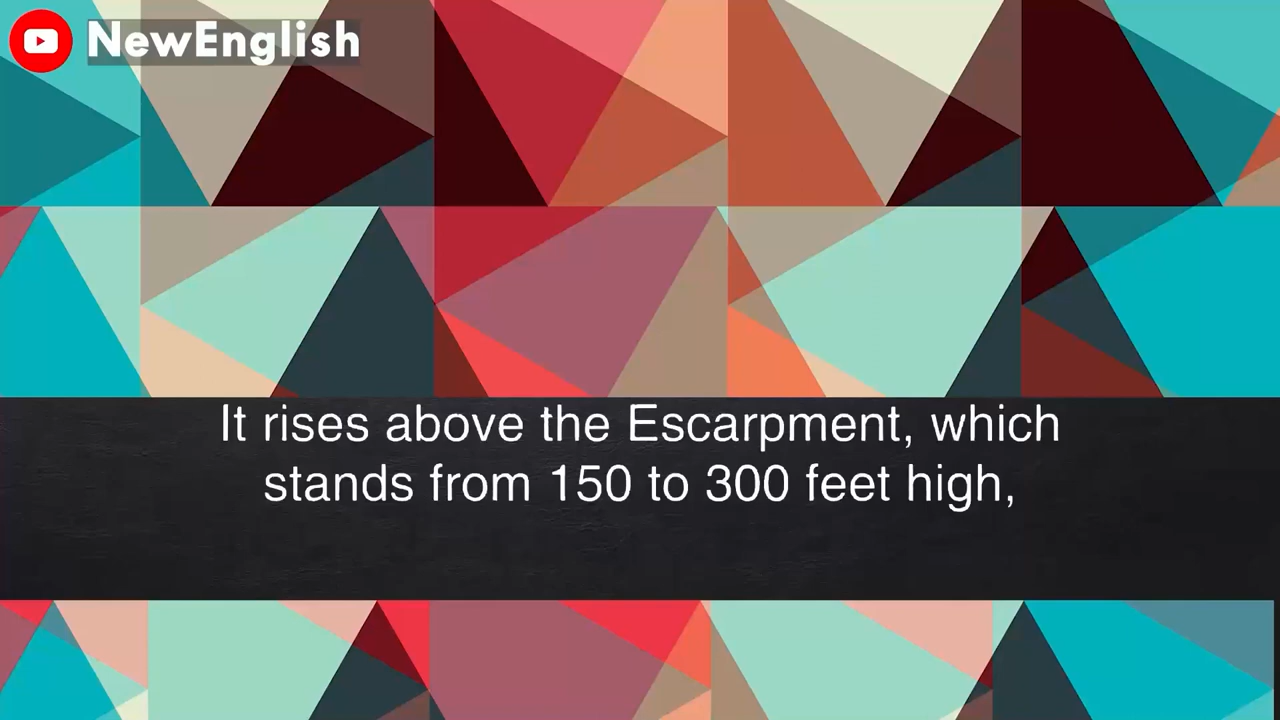 NewEnglish
It rises above the Escarpment, which
stands from 150 to 300 feet high,